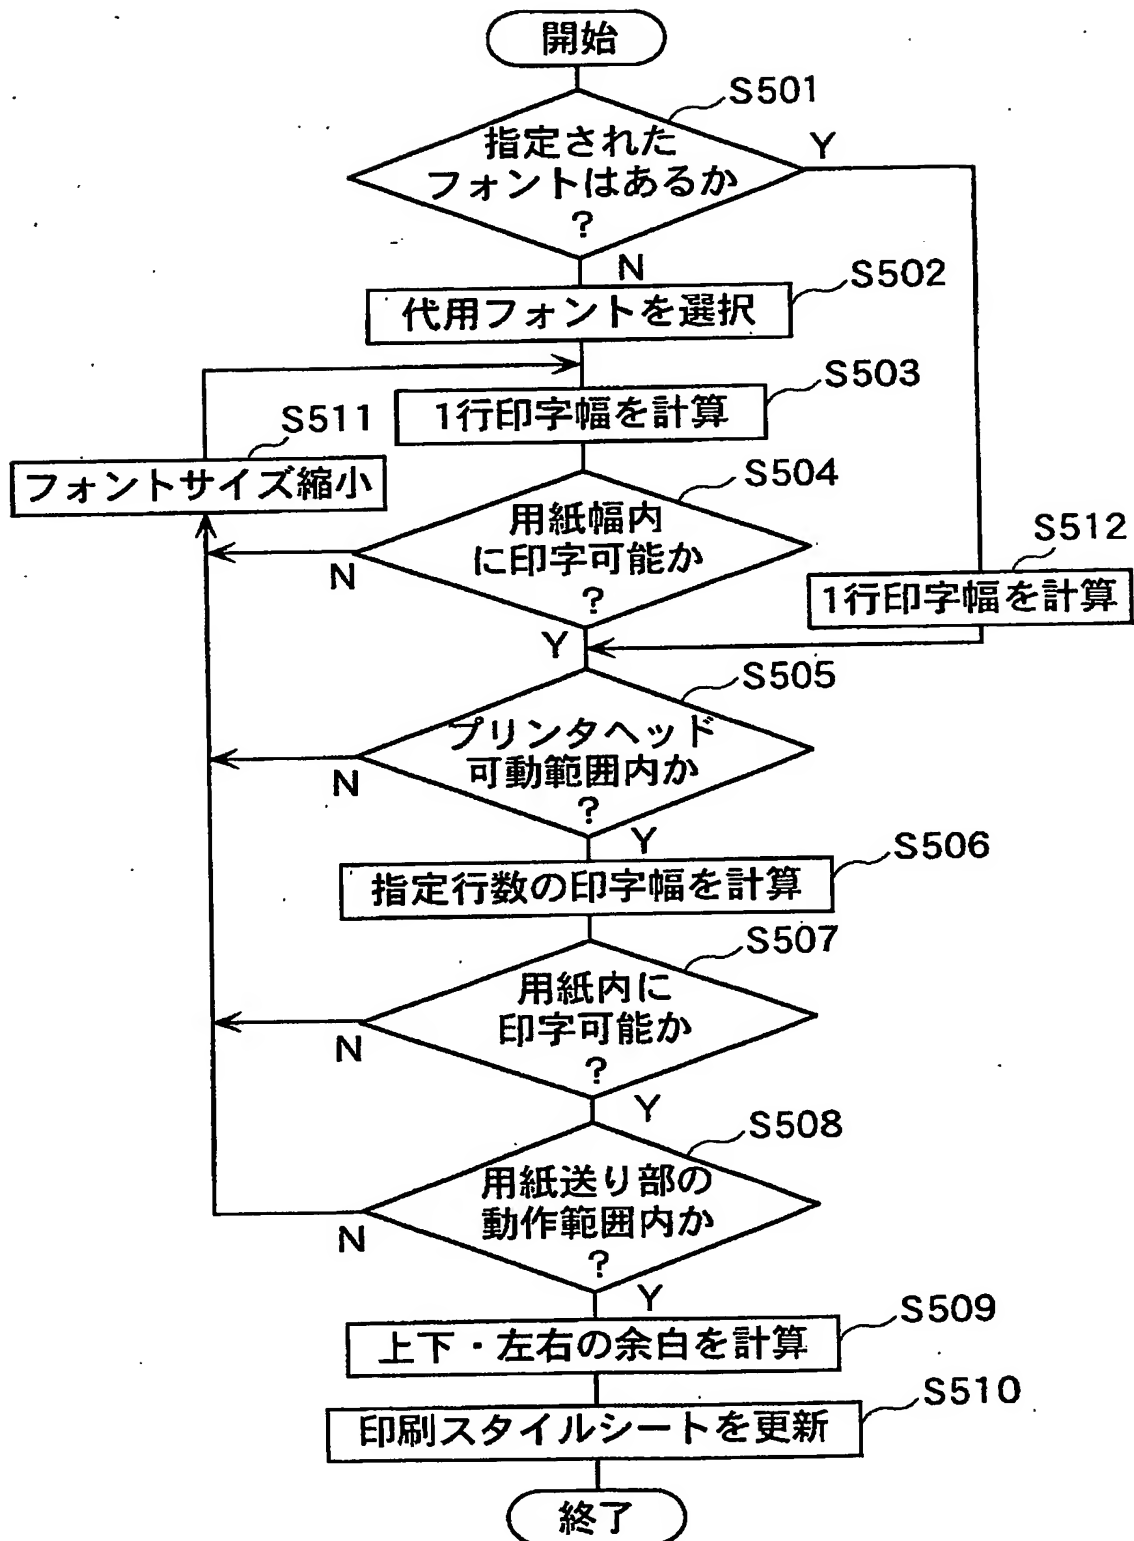 開始
S501
指定された
フォントはあるか
?
Y
N
S502
代用フォントを選択
S503
1行印字幅を計算
S511
フォントサイズ縮小
S504
用紙幅内
に印字可能か
?
N
Y
S512
1行印字幅を計算
S505
プリンタヘッド
可動範囲内か
?
N
Y
S506
指定行数の印字幅を計算
S507
用紙内に
印字可能か
?
N
Y
S508
用紙送り部の
動作範囲内か
?
N
Y
S509
上下・左右の余白を計算
S510
印刷スタイルシートを更新
終了